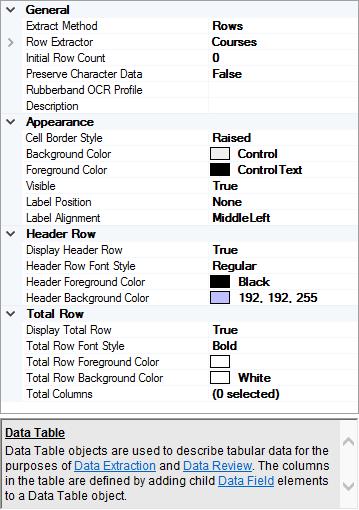 General
Extract Method Rows
Row Extractor Courses
Initial Row Count 0
Preserve Character Data False
Rubberband OCR Profile
Description
Appearance
Cell Border Style Raised
Background Color Control
Foreground Color ControlText
Visible True
Label Position None
Label Alignment MiddleLeft
Header Row
Display Header Row True
Header Row Font Style Regular
Header Foreground Color Black
Header Background Color 192, 192, 255
Total Row
Display Total Row True
Total Row Font Style Bold
Total Row Foreground Color
Total Row Background Color White
Total Columns (0 selected)
Data Table
Data Table objects are used to describe tabular data for the
purposes of Data Extraction and Data Review. The columns
in the table are defined by adding child Data Field elements
to a Data Table object.